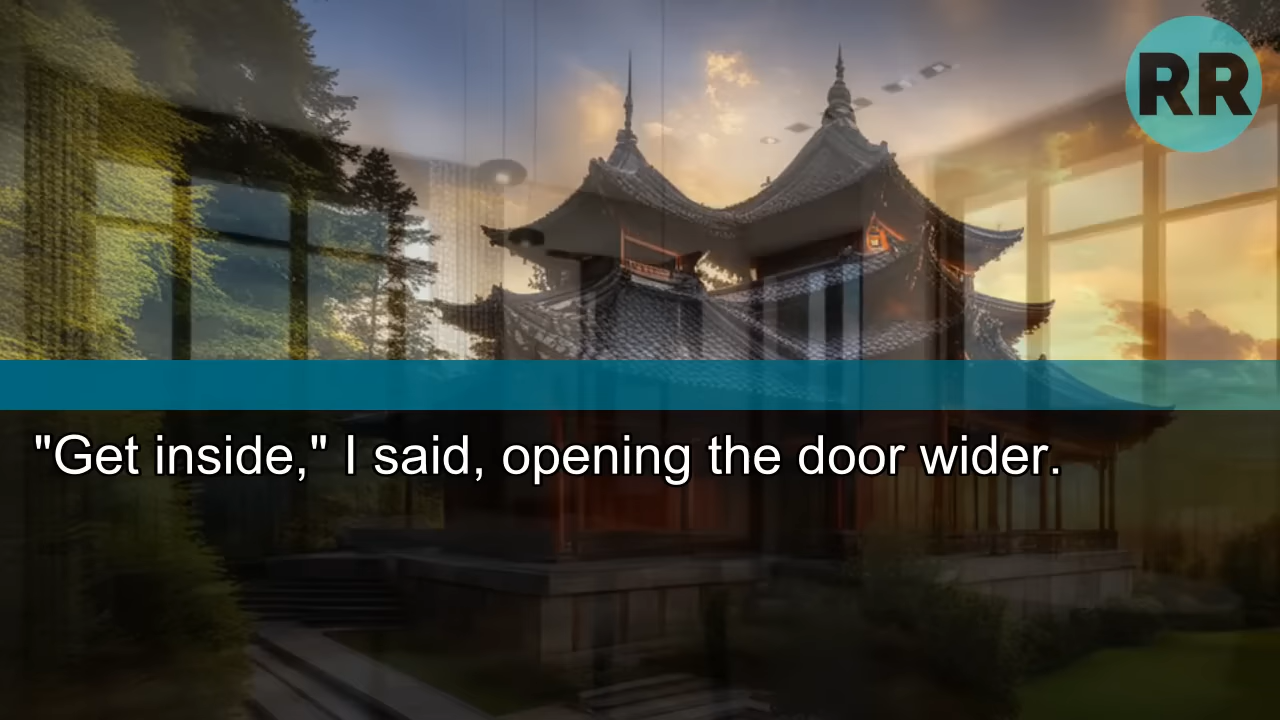 RR
"Get inside," I said, opening the door wider.